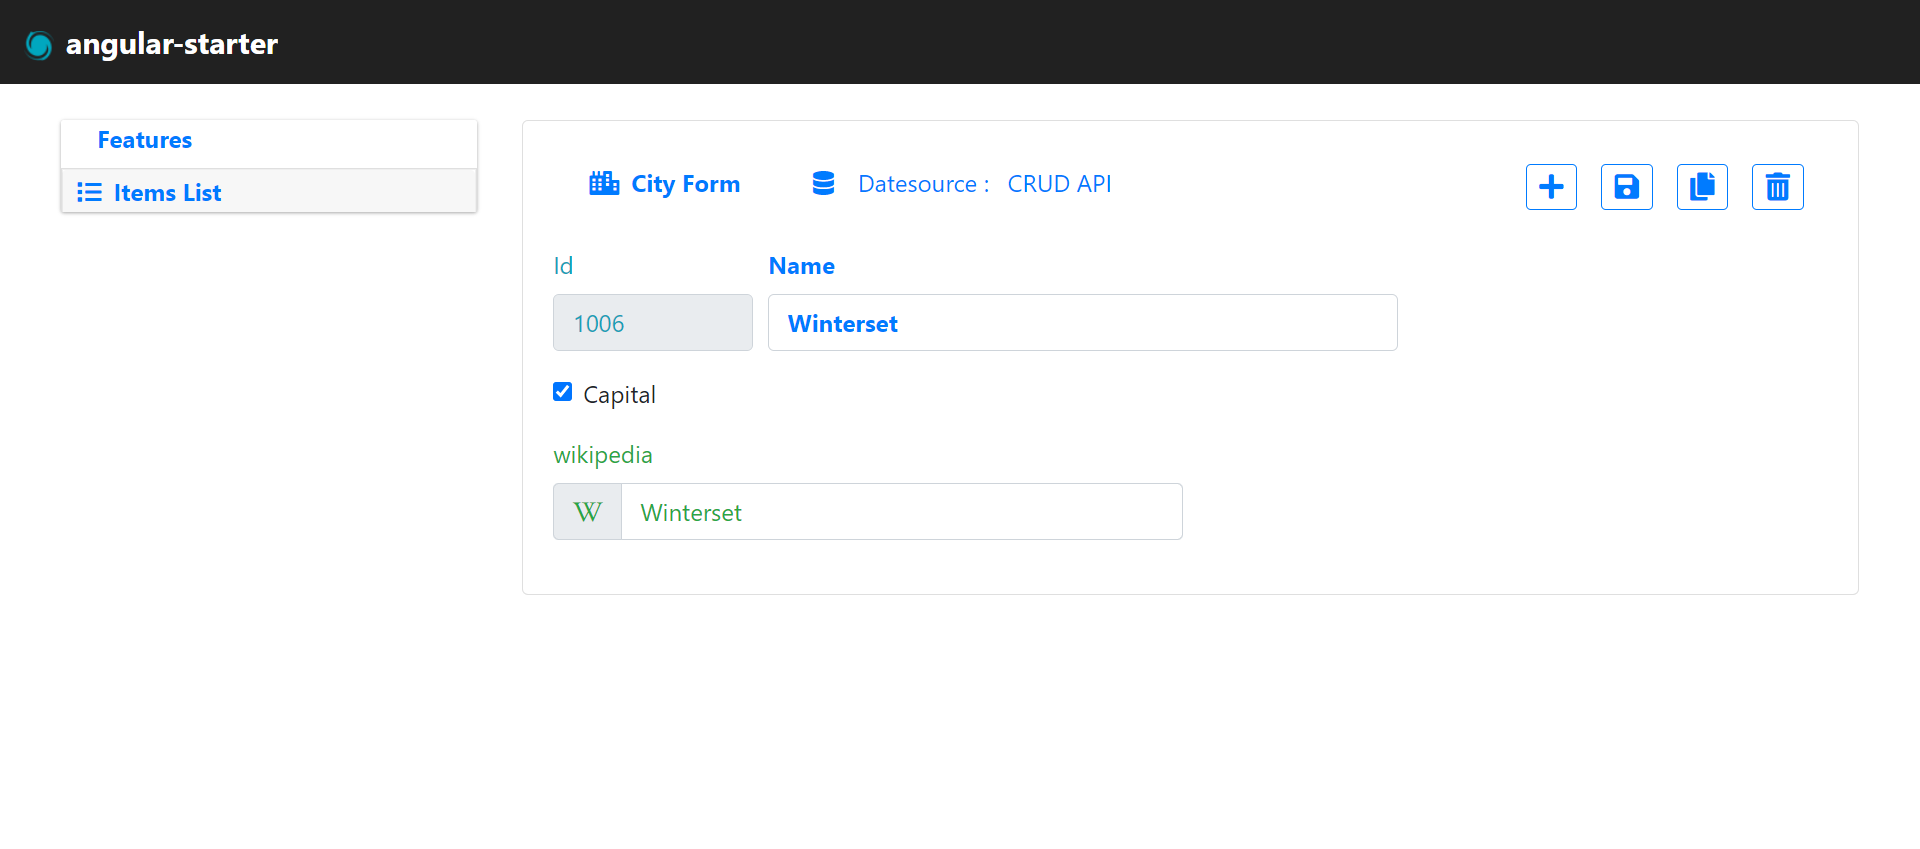 angular-starter
Features
Items List
City Form
Datesource : CRUD API
Id
Name
1006
Winterset
Capital
wikipedia
W Winterset